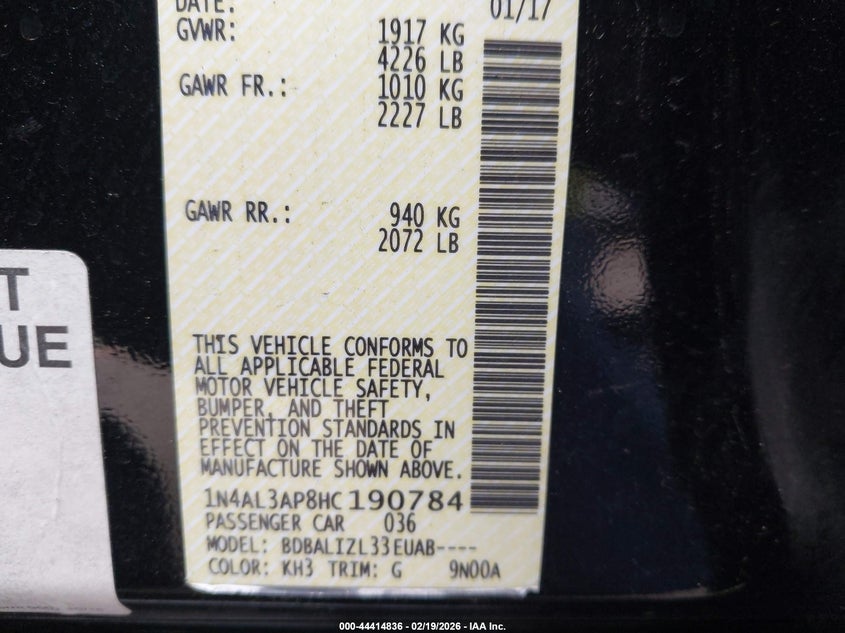 DATE: 01/17
GVWR: 1917 KG
4226 LB
GAWR FR.: 1010 KG
2227 LB
GAWR RR.: 940 KG
2072 LB
T
UE
THIS VEHICLE CONFORMS TO
ALL APPLICABLE FEDERAL
MOTOR VEHICLE SAFETY,
BUMPER, AND THEFT
PREVENTION STANDARDS IN
EFFECT ON THE DATE OF
MANUFACTURE SHOWN ABOVE.
1N4AL3AP8HC190784
PASSENGER CAR 036
MODEL: BDBALIZL33EUAB----
COLOR: KH3 TRIM: G 9N00A
000-44414836 - 02/19/2026 - IAA Inc.